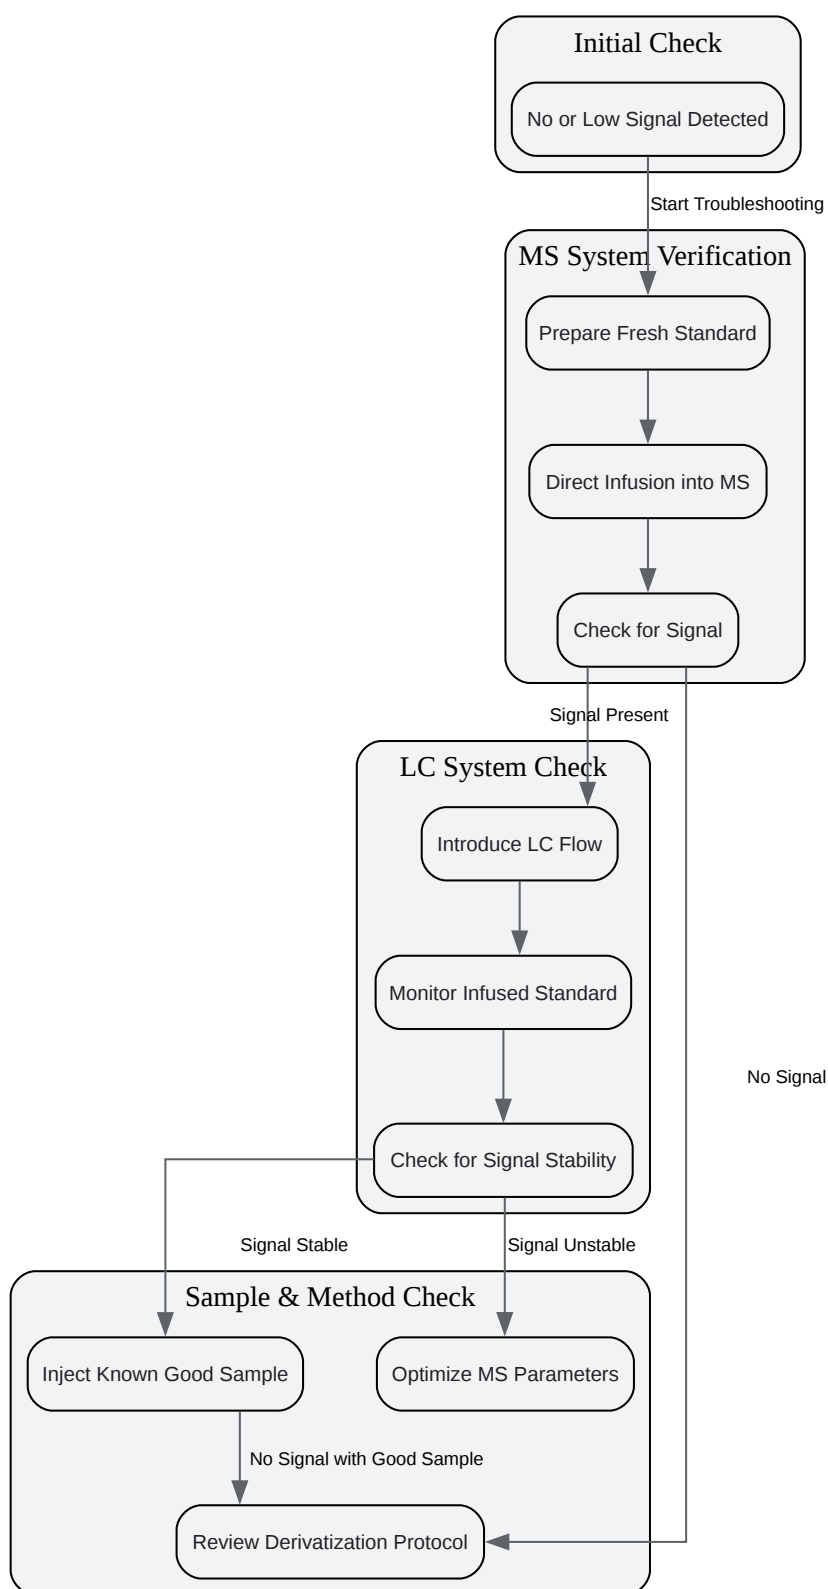 Initial Check
No or Low Signal Detected
Start Troubleshooting
MS System Verification
Prepare Fresh Standard
Direct Infusion into MS
Check for Signal
Signal Present
LC System Check
Introduce LC Flow
Monitor Infused Standard
No Signal
Check for Signal Stability
Signal Stable
Signal Unstable
Sample & Method Check
Inject Known Good Sample
Optimize MS Parameters
No Signal with Good Sample
Review Derivatization Protocol